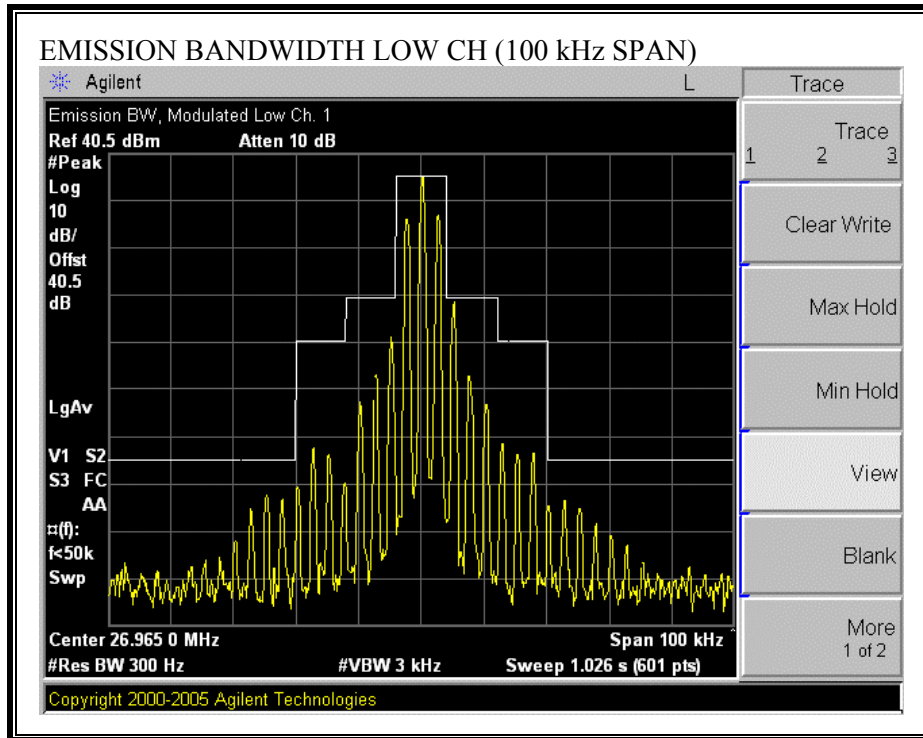 EMISSION BANDWIDTH LOW CH (100 kHz SPAN)
Agilent L Trace
Emission BW, Modulated Low Ch. 1
Ref 40.5 dBm Atten 10 dB
#Peak
Log
10
dB/
Offst
40.5
dB
LgAv
V1 S2
S3 FC
AA
¤(f):
f<50k
Swp
Center 26.965 0 MHz Span 100 kHz ^
#Res BW 300 Hz #VBW 3 kHz Sweep 1.026 s (601 pts)
Copyright 2000-2005 Agilent Technologies
Trace
1 2 3
Clear Write
Max Hold
Min Hold
View
Blank
More
1 of 2